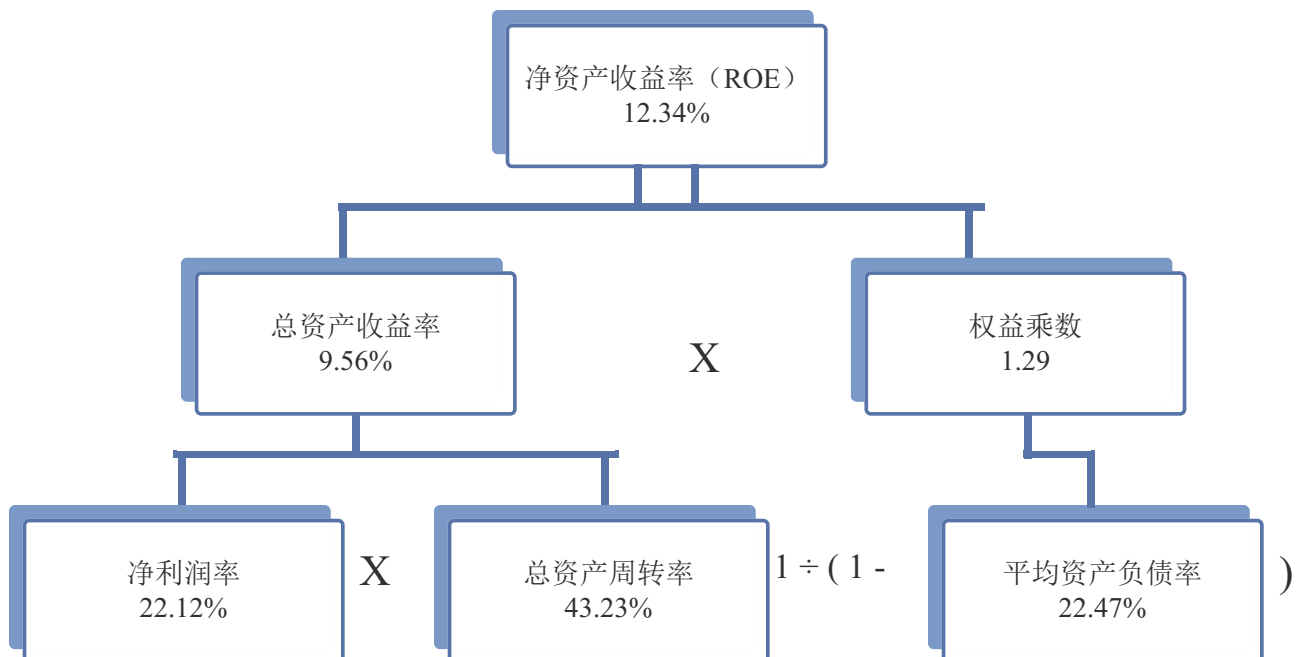 净资产收益率（ROE）
12.34%
总资产收益率
9.56%
X
权益乘数
1.29
净利润率
22.12%
X
总资产周转率
43.23%
1 ÷ ( 1 -
平均资产负债率
22.47%
)